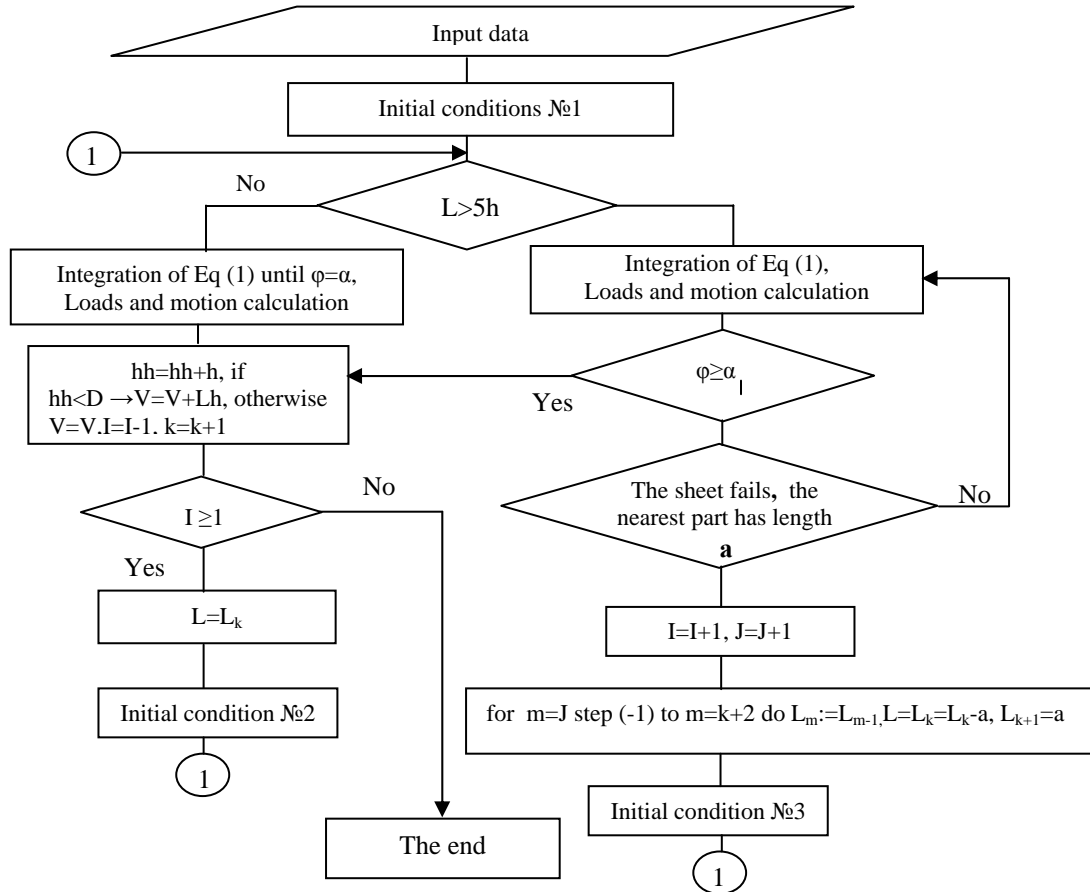 Input data
Initial conditions №1
1
No
L>5h
Integration of Eq (1) until φ=α,
Loads and motion calculation
Integration of Eq (1),
Loads and motion calculation
hh=hh+h, if
hh<D →V=V+Lh, otherwise
V=V,I=I-1, k=k+1
φ≥α
Yes
The sheet fails, the
nearest part has length
a
No
I ≥1
No
Yes
L=Lₖ
I=I+1, J=J+1
Initial condition №2
for m=J step (-1) to m=k+2 do Lₘ:=Lₘ₋₁,L=Lₖ=Lₖ-a, Lₖ₊₁=a
1
Initial condition №3
The end
1